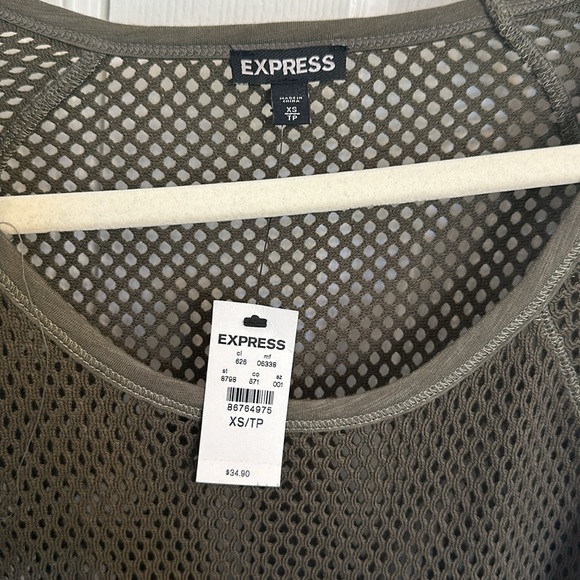 EXPRESS
MADE IN
CHINA
XS
TP
EXPRESS
cl mf
626 06338
st co sz
8798 871 001
86764975
XS/TP
$34.90